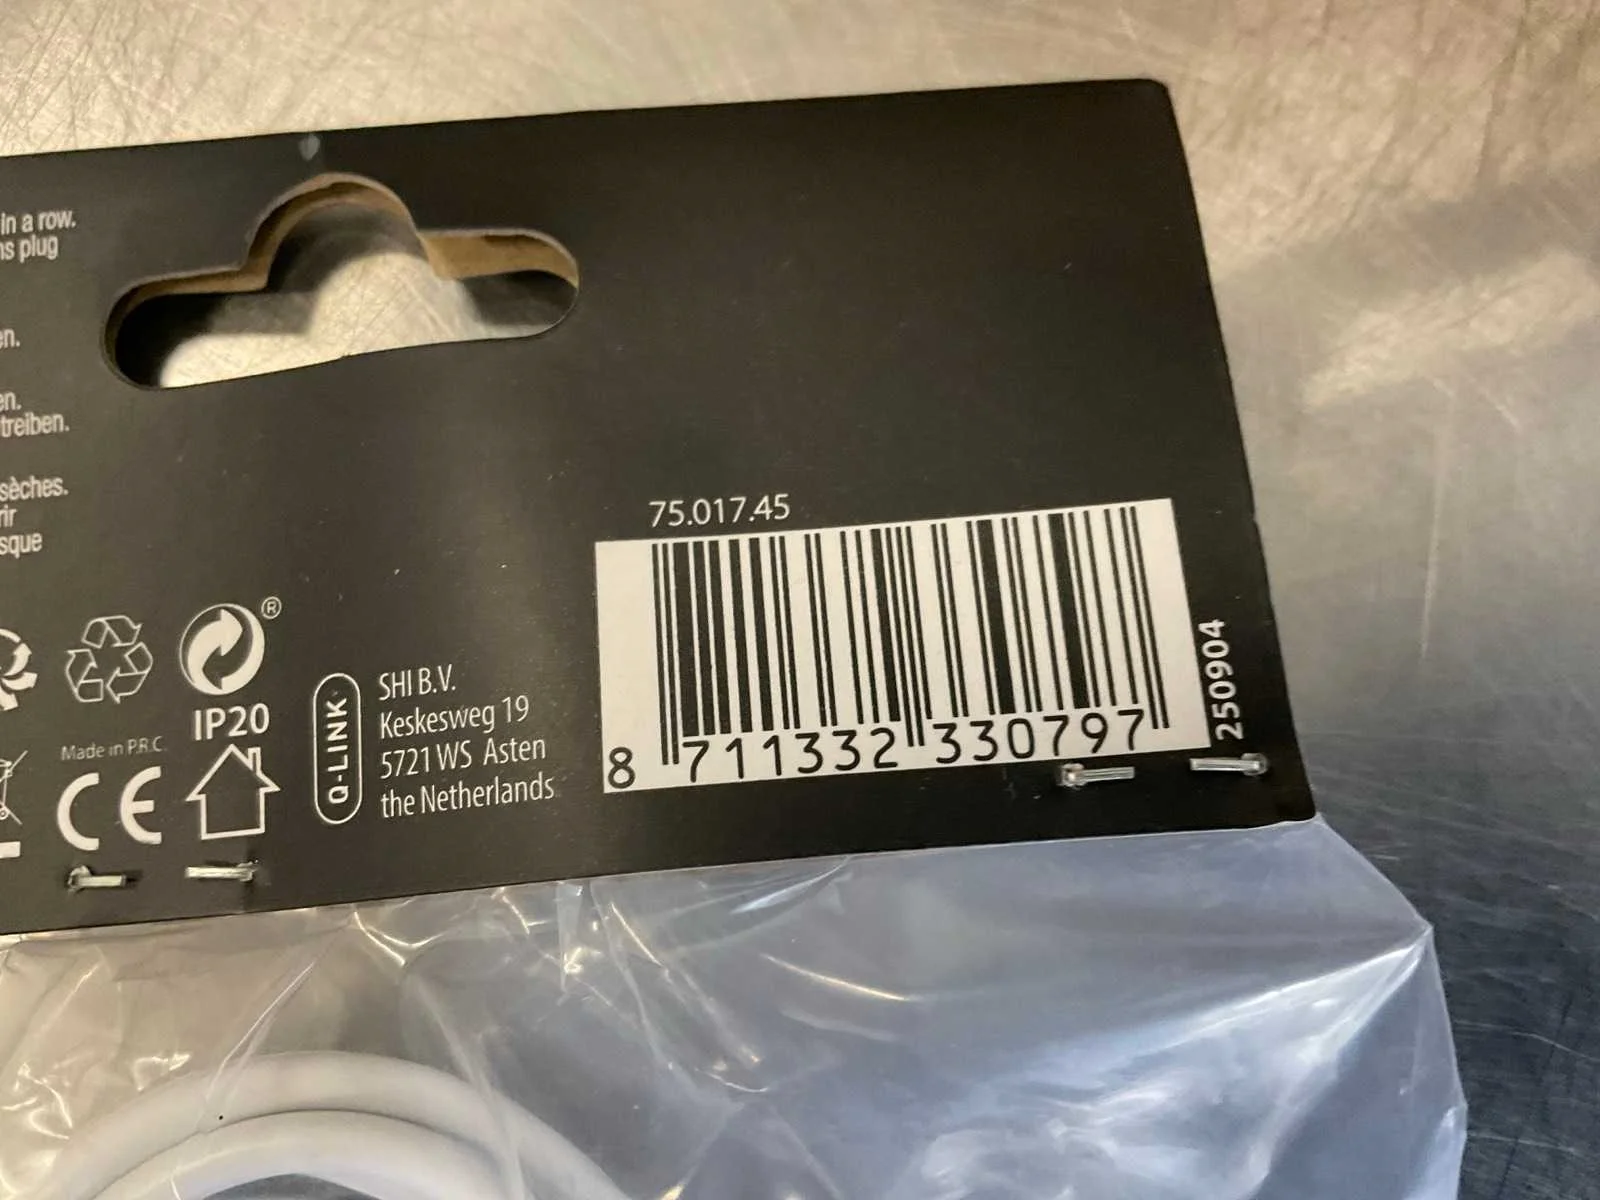 in a row.
ns plug
en.
en.
treiben.
sèches.
rir
sque
75.017.45
8 711332 330797
250904
®
IP20
Made in P.R.C.
CE
Q-LINK
SHI B.V.
Keskesweg 19
5721 WS Asten
the Netherlands